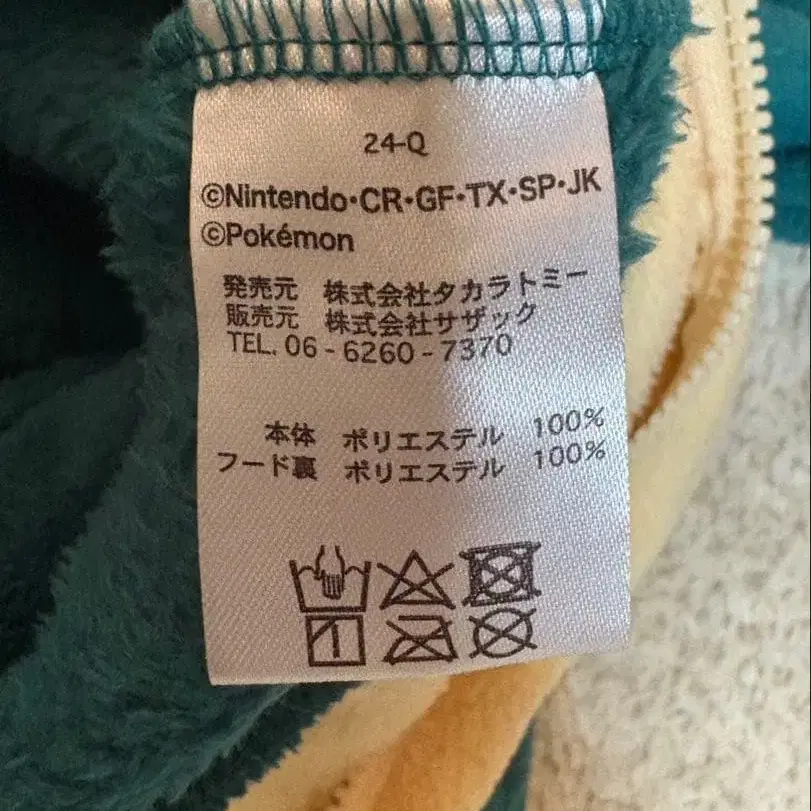 24-Q
©Nintendo・CR・GF・TX・SP・JK
©Pokémon
発売元 株式会社タカラトミー
販売元 株式会社サザック
TEL. 06-6260-7370
本体 ポリエステル 100%
フード裏 ポリエステル 100%